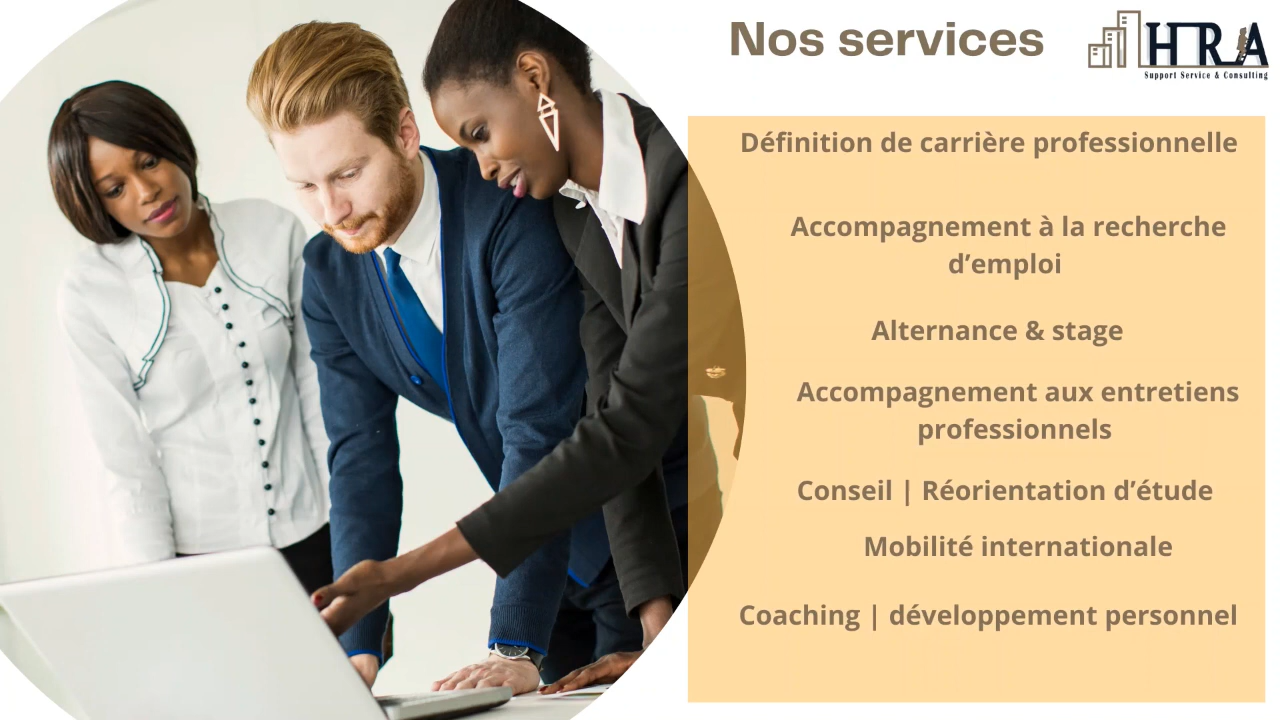 Nos services
HRA
Support Service & Consulting
Définition de carrière professionnelle
Accompagnement à la recherche
d’emploi
Alternance & stage
Accompagnement aux entretiens
professionnels
Conseil | Réorientation d’étude
Mobilité internationale
Coaching | développement personnel